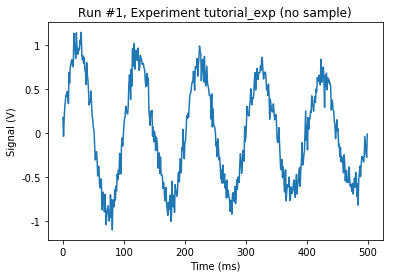 Run #1, Experiment tutorial_exp (no sample)
Signal (V)
1
0.5
0
-0.5
-1
0 100 200 300 400 500
Time (ms)